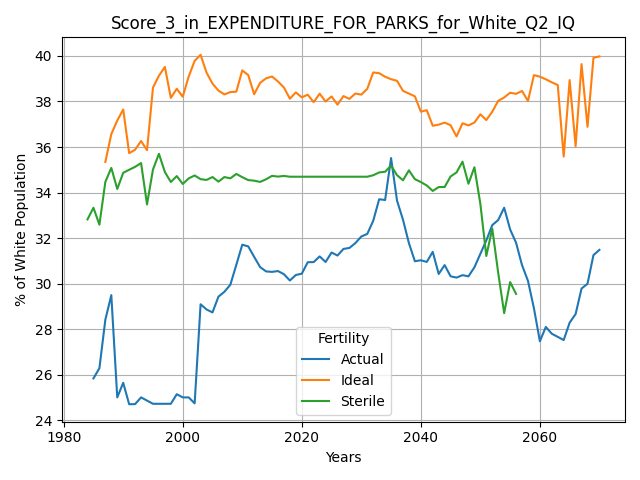 Score_3_in_EXPENDITURE_FOR_PARKS_for_White_Q2_IQ
% of White Population
40
38
36
34
32
30
28
26
24
Fertility
Actual
Ideal
Sterile
1980
2000
2020
2040
2060
Years